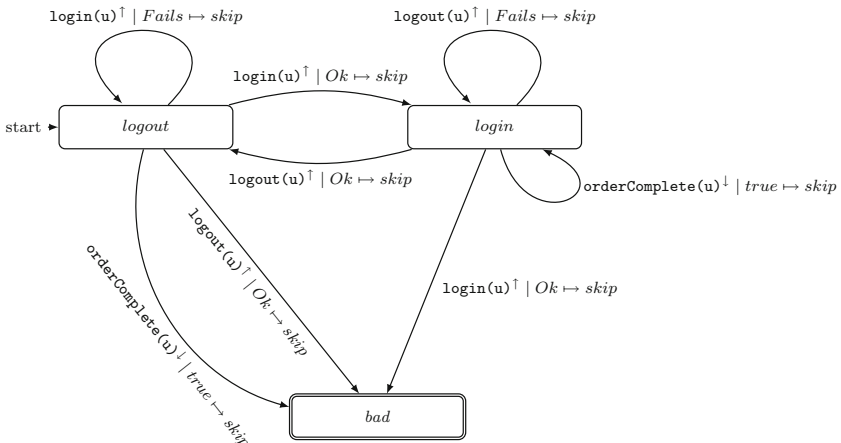 login(u)↑ | Fails ↦ skip
logout(u)↑ | Fails ↦ skip
login(u)↑ | Ok ↦ skip
start
logout
login
logout(u)↑ | Ok ↦ skip
orderComplete(u)↓ | true ↦ skip
logout(u)↑ | Ok ↦ skip
orderComplete(u)↓ | true ↦ skip
login(u)↑ | Ok ↦ skip
bad